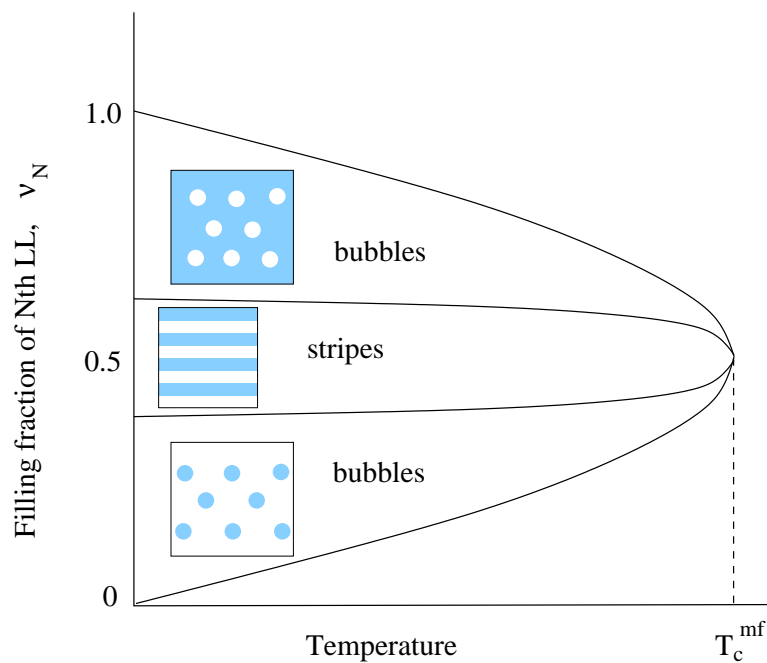 1.0
bubbles
stripes
0.5
bubbles
0
Filling fraction of Nth LL, ν_N
Temperature
T_c^mf